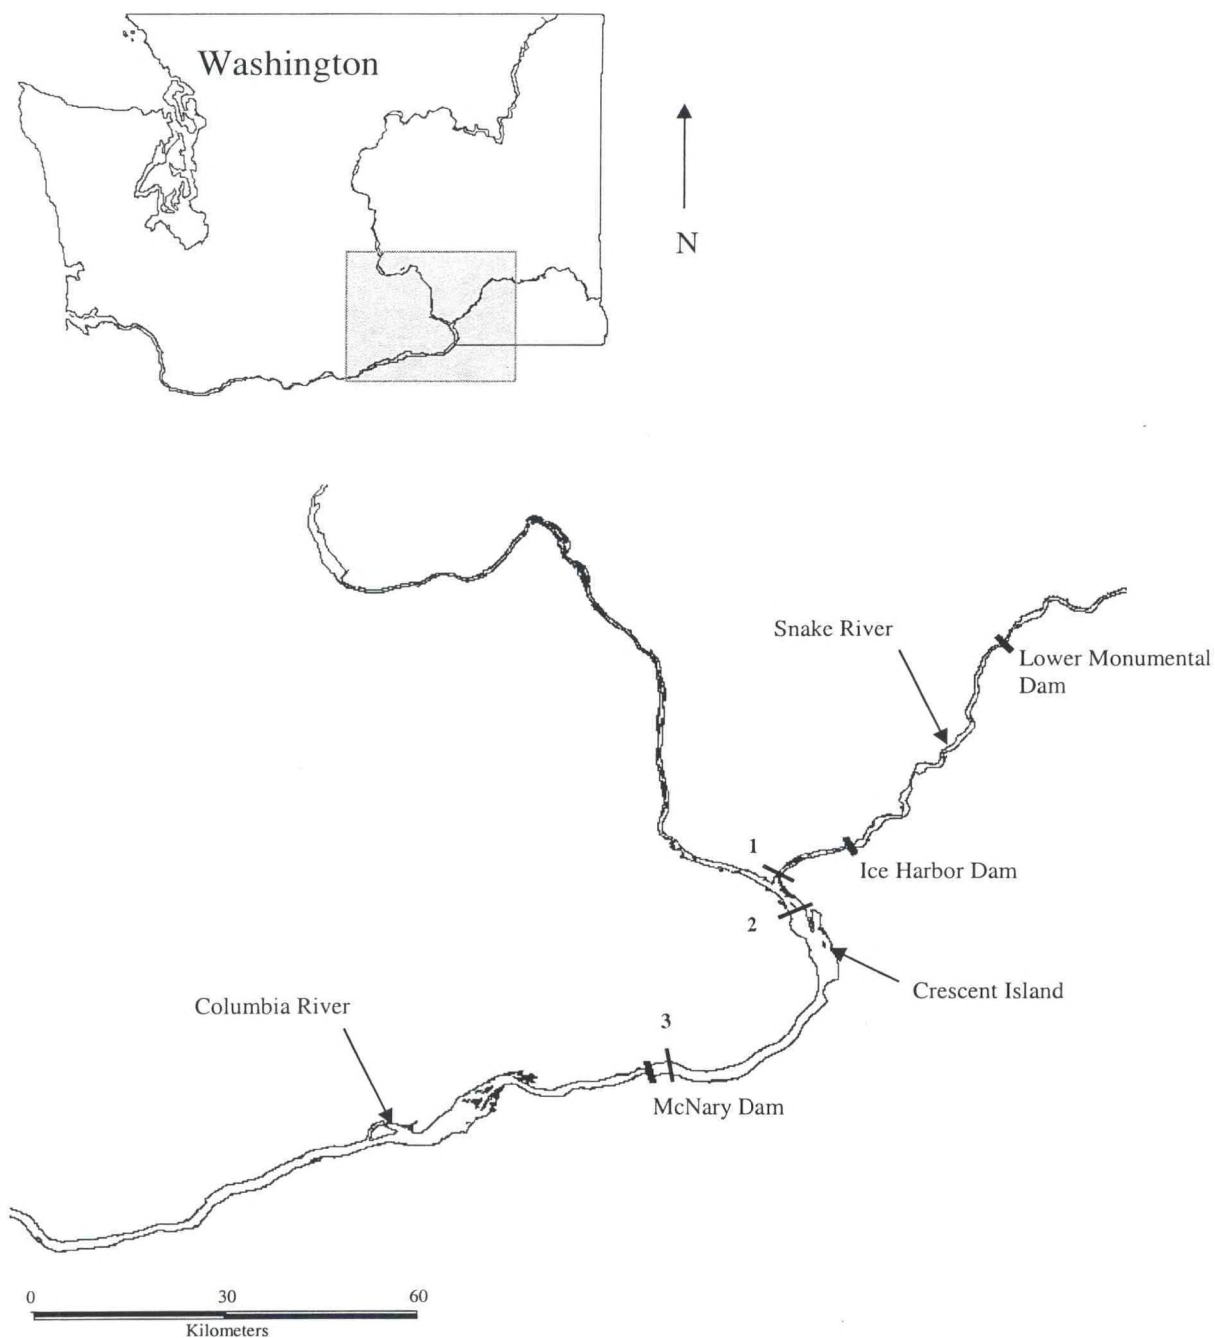 Washington
N
Snake River
Lower Monumental
Dam
1
Ice Harbor Dam
2
Crescent Island
Columbia River
3
McNary Dam
0 30 60
Kilometers